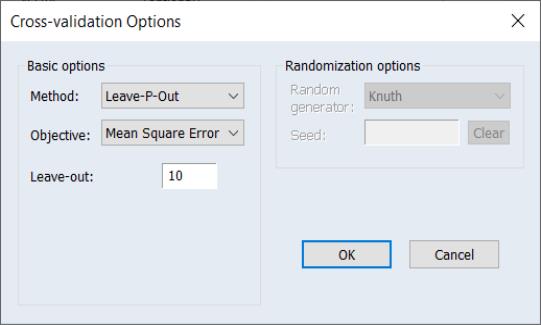 Cross-validation Options
Basic options
Method: Leave-P-Out
Objective: Mean Square Error
Leave-out: 10
Randomization options
Random
generator: Knuth
Seed: Clear
OK Cancel